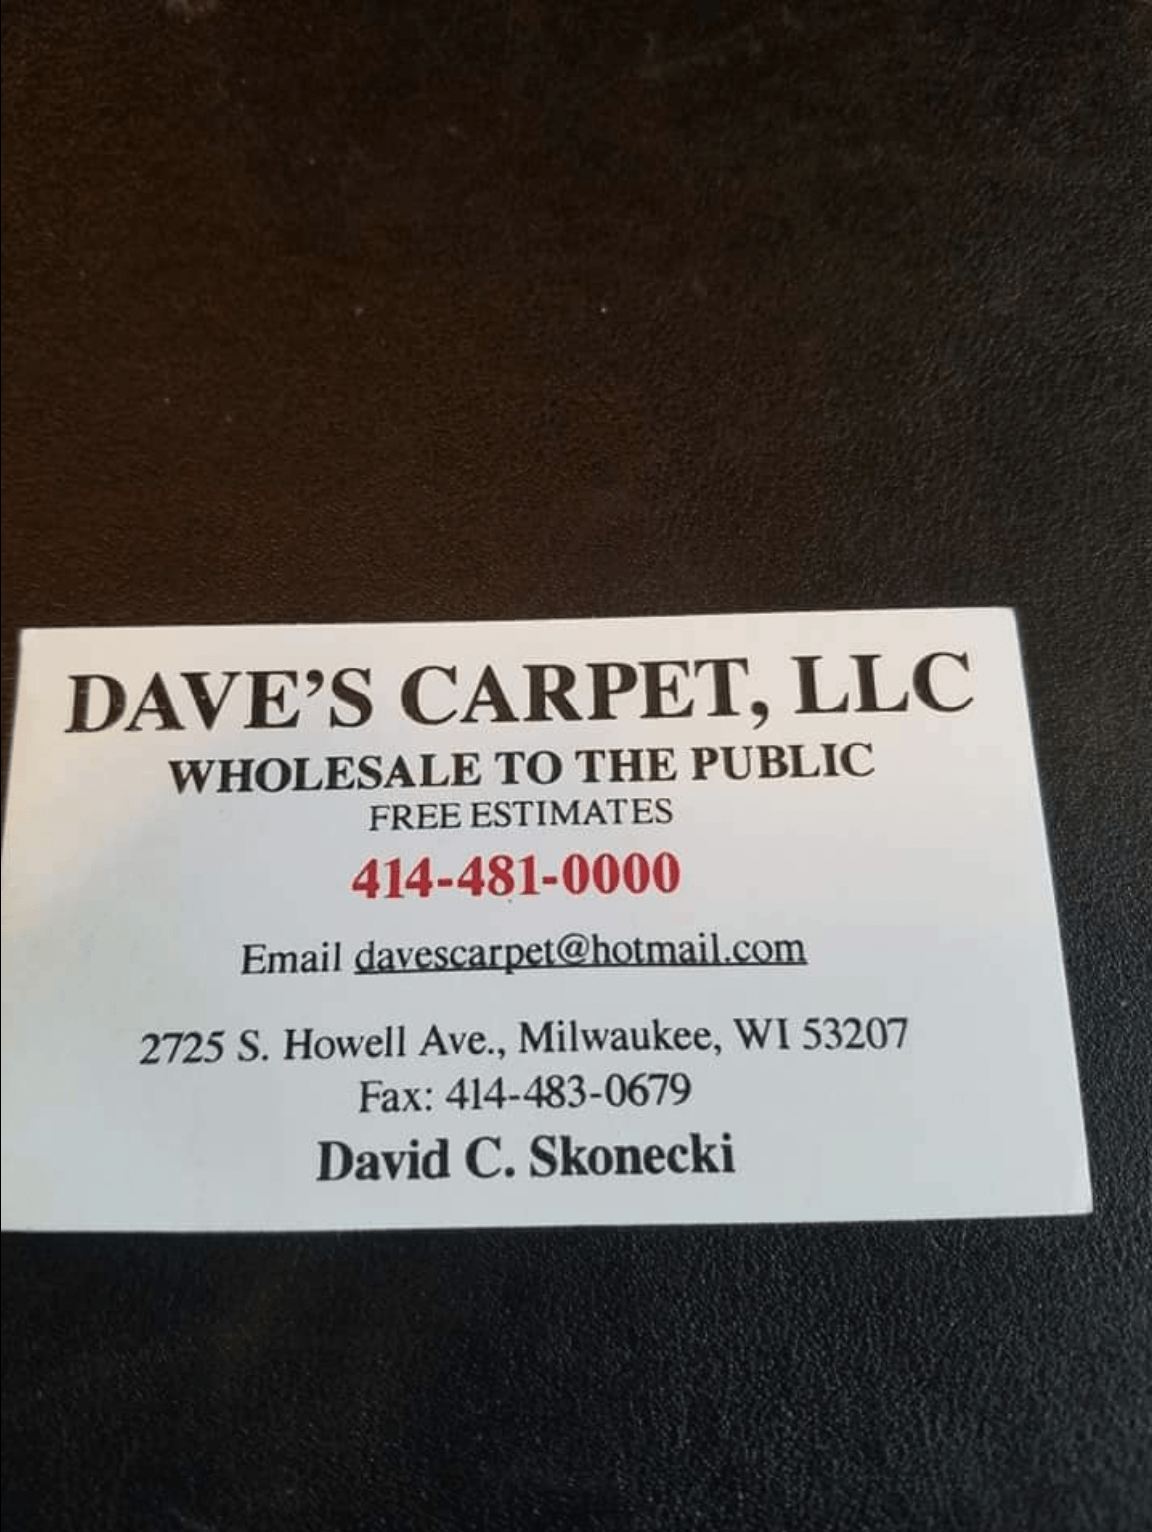 DAVE'S CARPET, LLC
WHOLESALE TO THE PUBLIC
FREE ESTIMATES
414-481-0000
Email davescarpet@hotmail.com
2725 S. Howell Ave., Milwaukee, WI 53207
Fax: 414-483-0679
David C. Skonecki